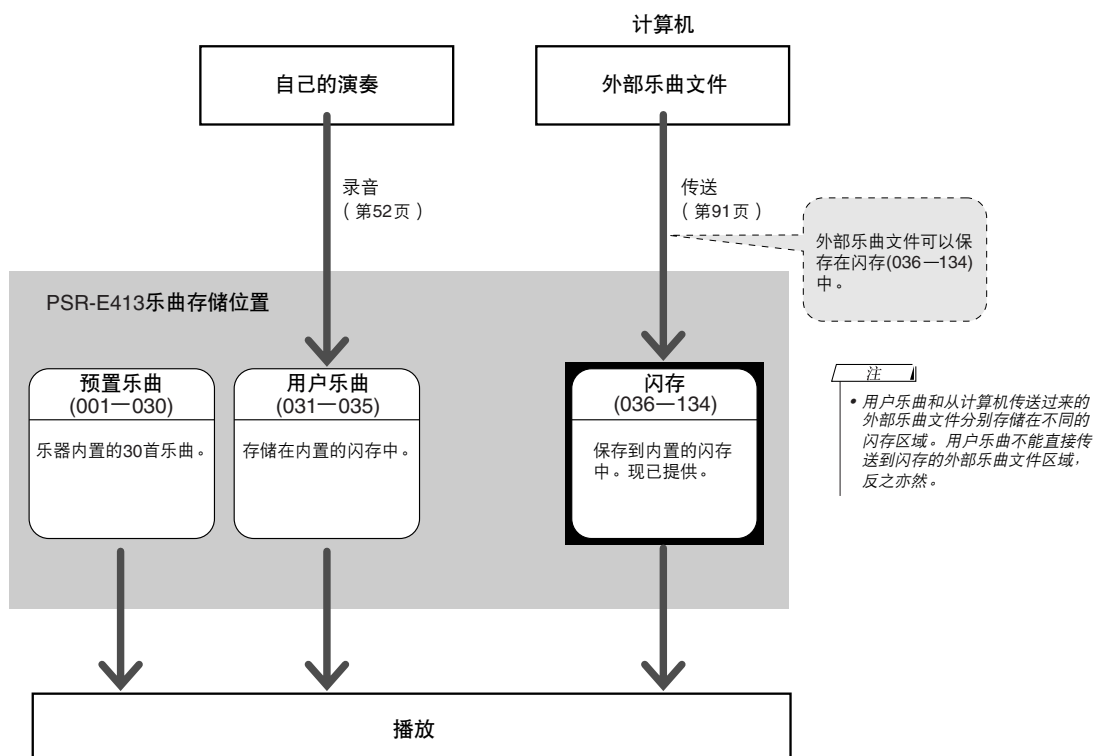 计算机
自己的演奏
外部乐曲文件
录音
(第52页)
传送
(第91页)
外部乐曲文件可以保
存在闪存(036—134)
中。
PSR-E413乐曲存储位置
预置乐曲
(001—030)
乐器内置的30首乐曲。
用户乐曲
(031—035)
存储在内置的闪存中。
闪存
(036—134)
保存到内置的闪存
中。现已提供。
注
• 用户乐曲和从计算机传送过来的
外部乐曲文件分别存储在不同的
闪存区域。用户乐曲不能直接传
送到闪存的外部乐曲文件区域，
反之亦然。
播放